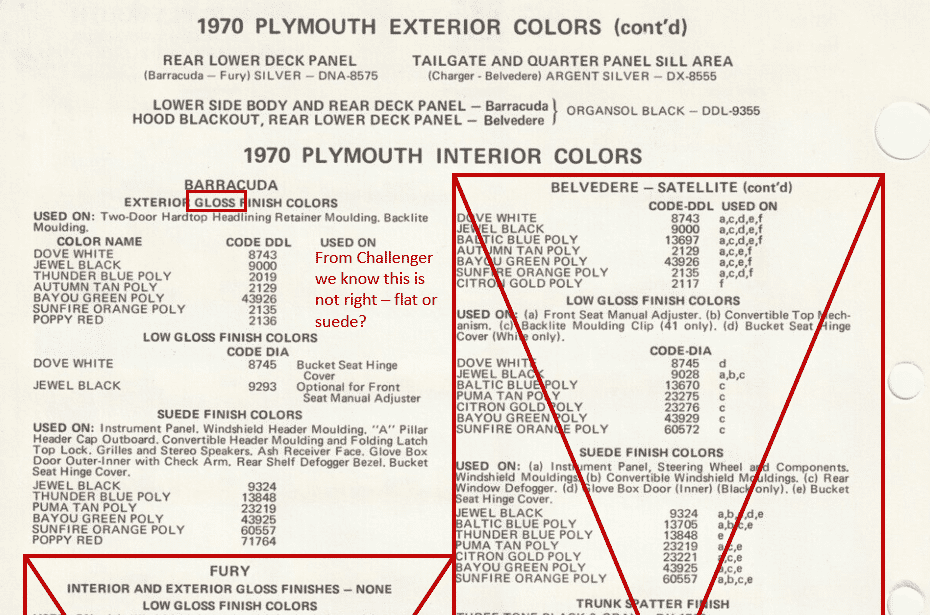 1970 PLYMOUTH EXTERIOR COLORS (cont'd)
REAR LOWER DECK PANEL
(Barracuda — Fury) SILVER — DNA-8575
TAILGATE AND QUARTER PANEL SILL AREA
(Charger - Belvedere) ARGENT SILVER — DX-8555
LOWER SIDE BODY AND REAR DECK PANEL — Barracuda
HOOD BLACKOUT, REAR LOWER DECK PANEL — Belvedere
} ORGANSOL BLACK — DDL-9355
1970 PLYMOUTH INTERIOR COLORS
BARRACUDA
EXTERIOR GLOSS FINISH COLORS
USED ON: Two-Door Hardtop Headlining Retainer Moulding. Backlite
Moulding.
COLOR NAME CODE DDL USED ON
DOVE WHITE 8743
JEWEL BLACK 9000
THUNDER BLUE POLY 2019
AUTUMN TAN POLY 2129
BAYOU GREEN POLY 43926
SUNFIRE ORANGE POLY 2135
POPPY RED 2136
From Challenger
we know this is
not right – flat or
suede?
LOW GLOSS FINISH COLORS
CODE DIA
DOVE WHITE 8745 Bucket Seat Hinge
Cover
JEWEL BLACK 9293 Optional for Front
Seat Manual Adjuster
SUEDE FINISH COLORS
USED ON: Instrument Panel. Windshield Header Moulding. "A" Pillar
Header Cap Outboard. Convertible Header Moulding and Folding Latch
Top Lock. Grilles and Stereo Speakers. Ash Receiver Face. Glove Box
Door Outer-Inner with Check Arm. Rear Shelf Defogger Bezel. Bucket
Seat Hinge Cover.
JEWEL BLACK 9324
THUNDER BLUE POLY 13848
PUMA TAN POLY 23219
BAYOU GREEN POLY 43925
SUNFIRE ORANGE POLY 60557
POPPY RED 71764
FURY
INTERIOR AND EXTERIOR GLOSS FINISHES — NONE
LOW GLOSS FINISH COLORS
BELVEDERE — SATELLITE (cont'd)
CODE-DDL USED ON
DOVE WHITE 8743 a,c,d,e,f
JEWEL BLACK 9000 a,c,d,e,f
BALTIC BLUE POLY 13697 a,c,d,e,f
AUTUMN TAN POLY 2129 a,c,e,f
BAYOU GREEN POLY 43926 a,c,e,f
SUNFIRE ORANGE POLY 2135 a,c,d,f
CITRON GOLD POLY 2117 f
LOW GLOSS FINISH COLORS
USED ON: (a) Front Seat Manual Adjuster. (b) Convertible Top Mech-
anism. (c) Backlite Moulding Clip (41 only). (d) Bucket Seat Hinge
Cover (White only).
CODE-DIA
DOVE WHITE 8745 d
JEWEL BLACK 9028 a,b,c
BALTIC BLUE POLY 13670 c
PUMA TAN POLY 23275 c
CITRON GOLD POLY 23276 c
BAYOU GREEN POLY 43929 c
SUNFIRE ORANGE POLY 60572 c
SUEDE FINISH COLORS
USED ON: (a) Instrument Panel, Steering Wheel and Components.
Windshield Mouldings. (b) Convertible Windshield Mouldings. (c) Rear
Window Defogger. (d) Glove Box Door (Inner) (Black only). (e) Bucket
Seat Hinge Cover.
JEWEL BLACK 9324 a,b,c,d,e
BALTIC BLUE POLY 13705 a,b,c,e
THUNDER BLUE POLY 13848 e
PUMA TAN POLY 23219 a,c,e
CITRON GOLD POLY 23221 a,c,e
BAYOU GREEN POLY 43925 a,c,e
SUNFIRE ORANGE POLY 60557 a,b,c,e
TRUNK SPATTER FINISH